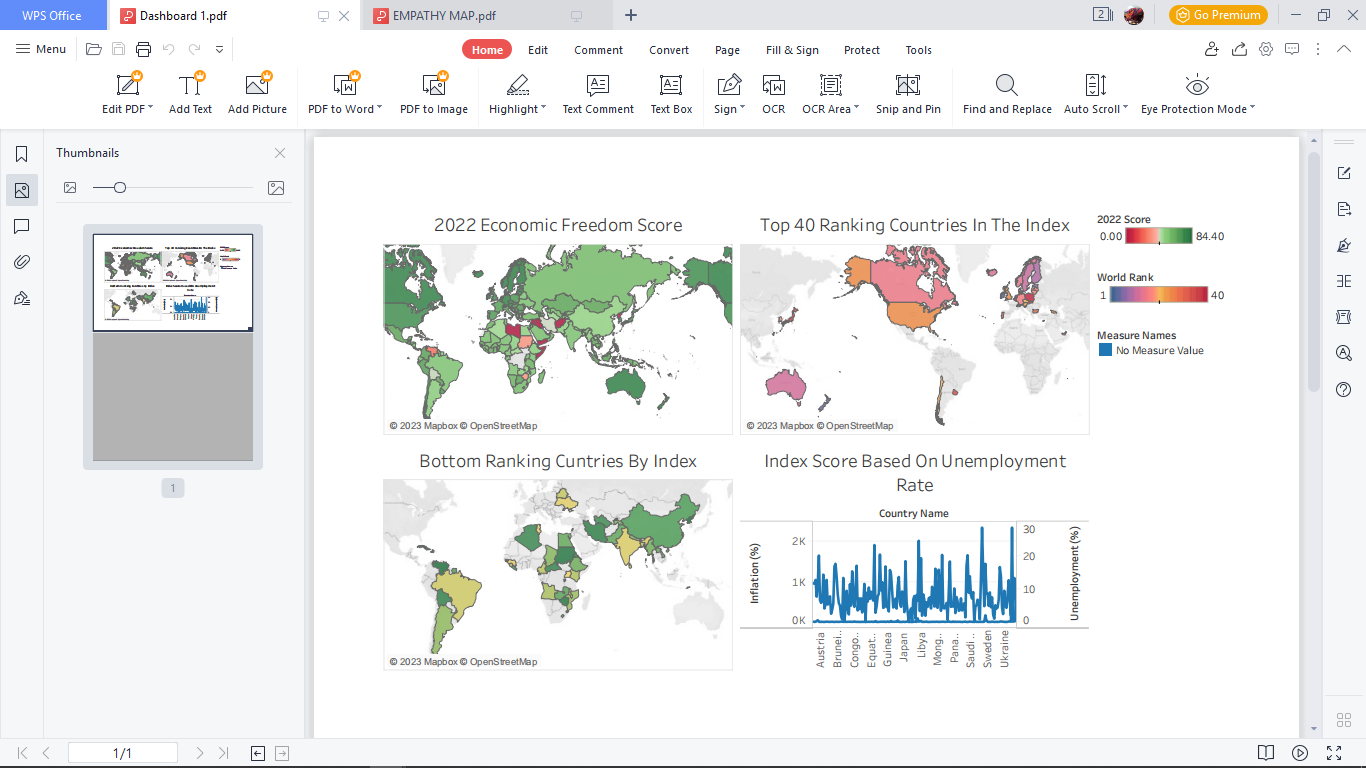 WPS Office
Dashboard 1.pdf
EMPATHY MAP.pdf
2
Go Premium
Menu
Home
Edit
Comment
Convert
Page
Fill & Sign
Protect
Tools
Edit PDF
Add Text
Add Picture
PDF to Word
PDF to Image
Highlight
Text Comment
Text Box
Sign
OCR
OCR Area
Snip and Pin
Find and Replace
Auto Scroll
Eye Protection Mode
Thumbnails
1
2022 Economic Freedom Score
© 2023 Mapbox © OpenStreetMap
Top 40 Ranking Countries In The Index
© 2023 Mapbox © OpenStreetMap
2022 Score
0.00 84.40
World Rank
1 40
Measure Names
No Measure Value
Bottom Ranking Cuntries By Index
© 2023 Mapbox © OpenStreetMap
Index Score Based On Unemployment
Rate
Country Name
Inflation (%)
2K
1K
0K
30
20
10
0
Unemployment (%)
Austria
Brunei..
Congo..
Equat..
Guinea
Japan
Libya
Mong..
Pana..
Saudi ..
Sweden
Ukraine
1/1